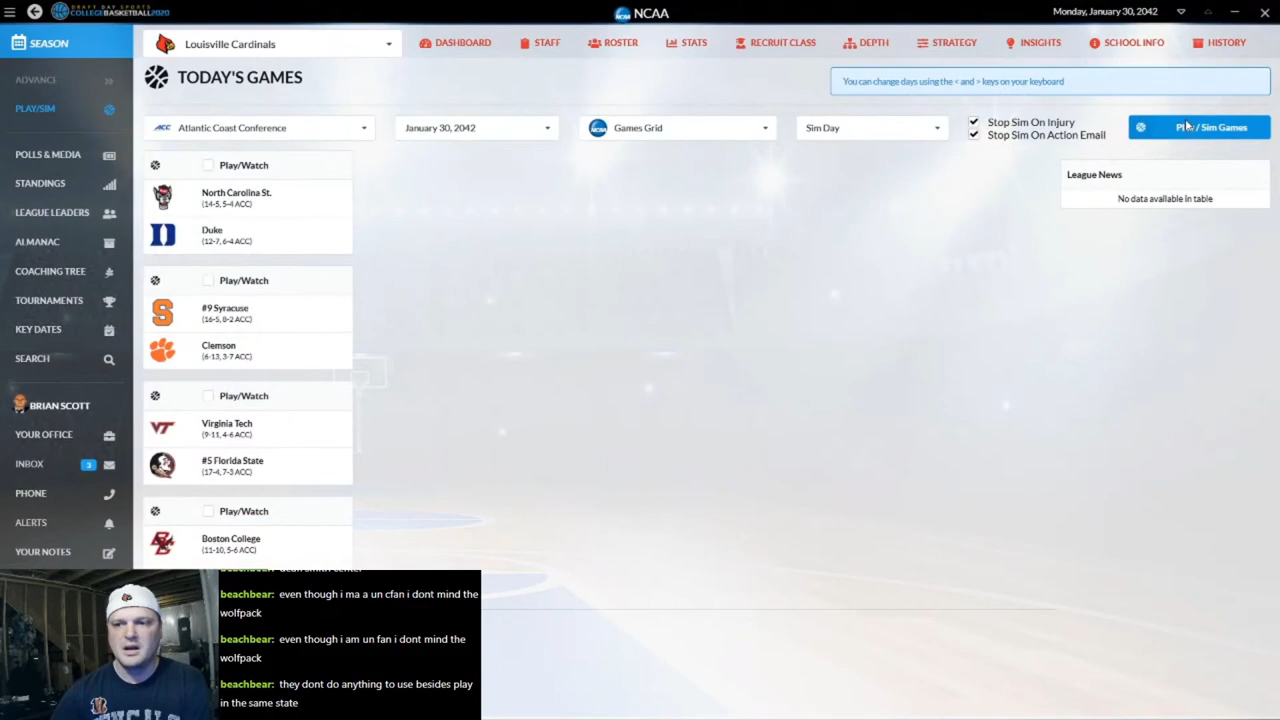 DRAFT DAY SPORTS
COLLEGE BASKETBALL 2020
NCAA
Monday, January 30, 2042
SEASON
Louisville Cardinals
DASHBOARD
STAFF
ROSTER
STATS
RECRUIT CLASS
DEPTH
STRATEGY
INSIGHTS
SCHOOL INFO
HISTORY
ADVANCE
TODAY'S GAMES
You can change days using the < and > keys on your keyboard
PLAY/SIM
ACC Atlantic Coast Conference
January 30, 2042
NCAA Games Grid
Sim Day
Stop Sim On Injury
Stop Sim On Action Email
Play / Sim Games
POLLS & MEDIA
STANDINGS
LEAGUE LEADERS
ALMANAC
COACHING TREE
TOURNAMENTS
KEY DATES
SEARCH
BRIAN SCOTT
YOUR OFFICE
INBOX 3
PHONE
ALERTS
YOUR NOTES
Play/Watch
North Carolina St.
(14-5, 5-4 ACC)
Duke
(12-7, 6-4 ACC)
Play/Watch
#9 Syracuse
(16-5, 8-2 ACC)
Clemson
(6-13, 3-7 ACC)
Play/Watch
Virginia Tech
(9-11, 4-6 ACC)
#5 Florida State
(17-4, 7-3 ACC)
Play/Watch
Boston College
(11-10, 5-6 ACC)
League News
No data available in table
beachbear: even though i ma a un cfan i dont mind the
wolfpack
beachbear: even though i am un fan i dont mind the
wolfpack
beachbear: they dont do anything to use besides play
in the same state
BENGALS